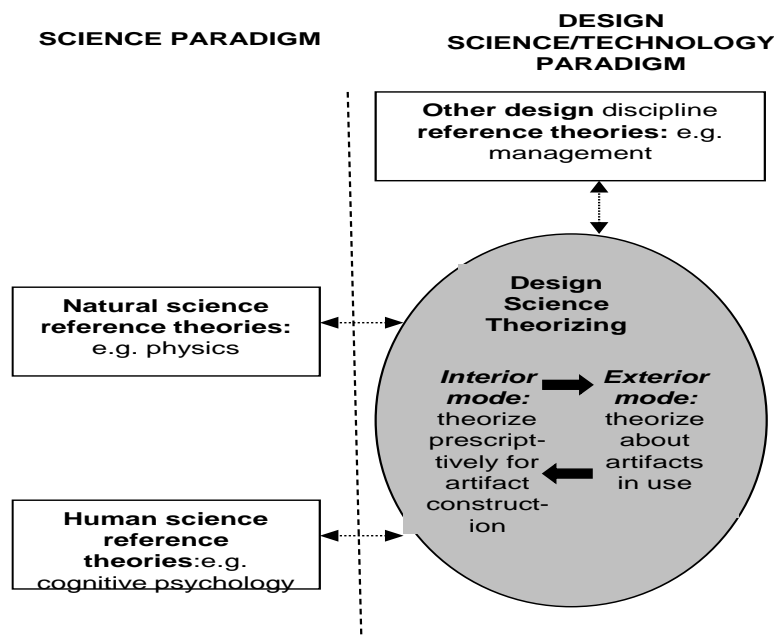 SCIENCE PARADIGM
DESIGN
SCIENCE/TECHNOLOGY
PARADIGM
Other design discipline
reference theories: e.g.
management
Natural science
reference theories:
e.g. physics
Human science
reference
theories:e.g.
cognitive psychology
Design
Science
Theorizing
Interior
mode:
theorize
prescript-
tively for
artifact
construct-
ion
Exterior
mode:
theorize
about
artifacts
in use